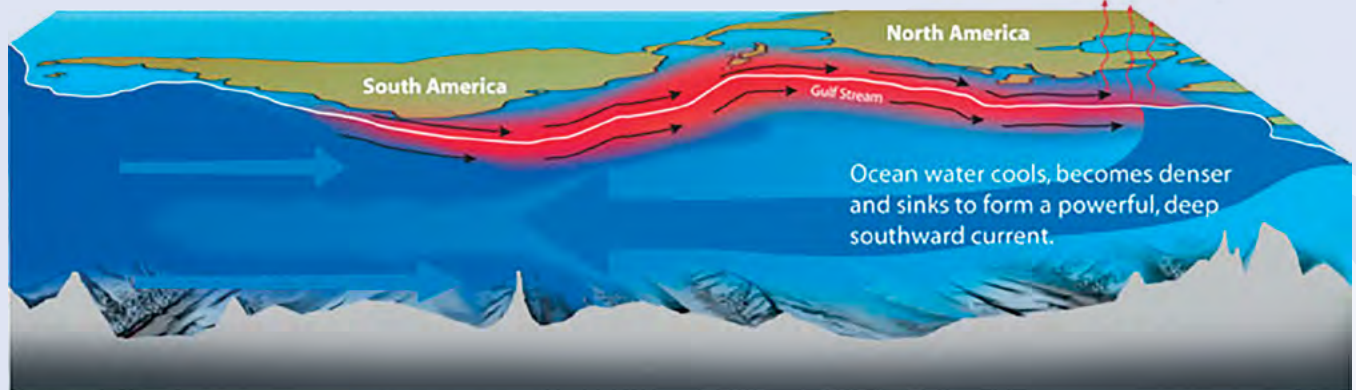 North America
South America
Gulf Stream
Ocean water cools, becomes denser
and sinks to form a powerful, deep
southward current.